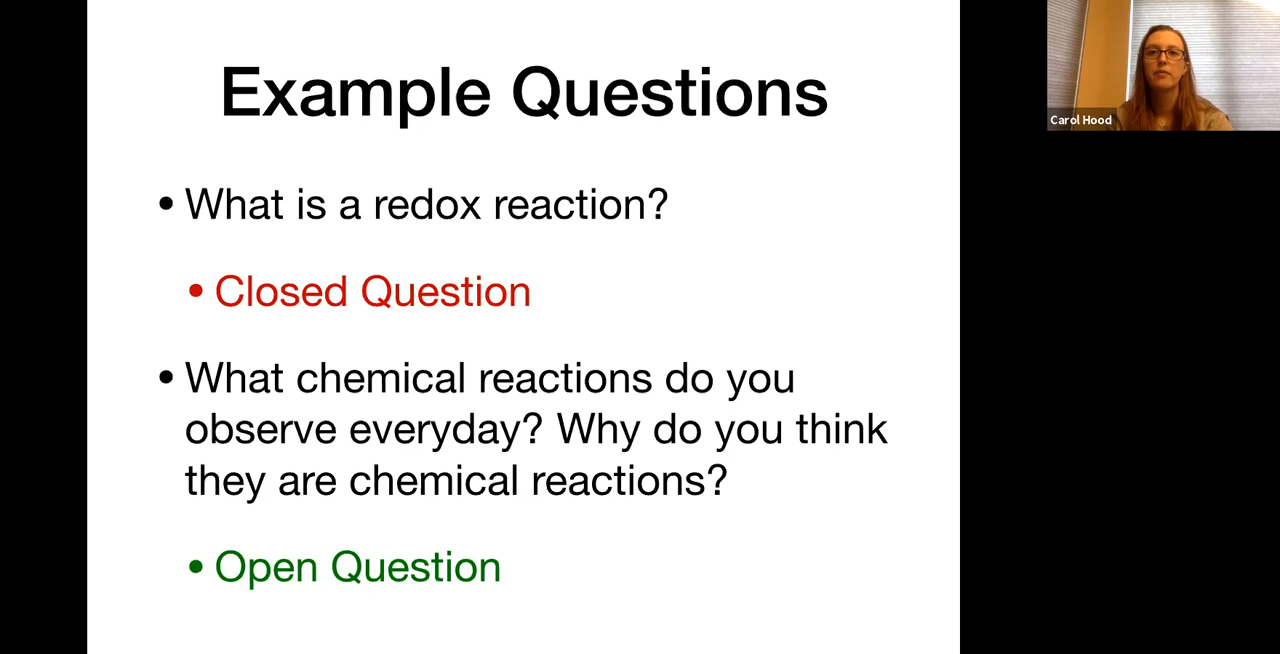 Example Questions
• What is a redox reaction?
• Closed Question
• What chemical reactions do you
observe everyday? Why do you think
they are chemical reactions?
• Open Question
Carol Hood